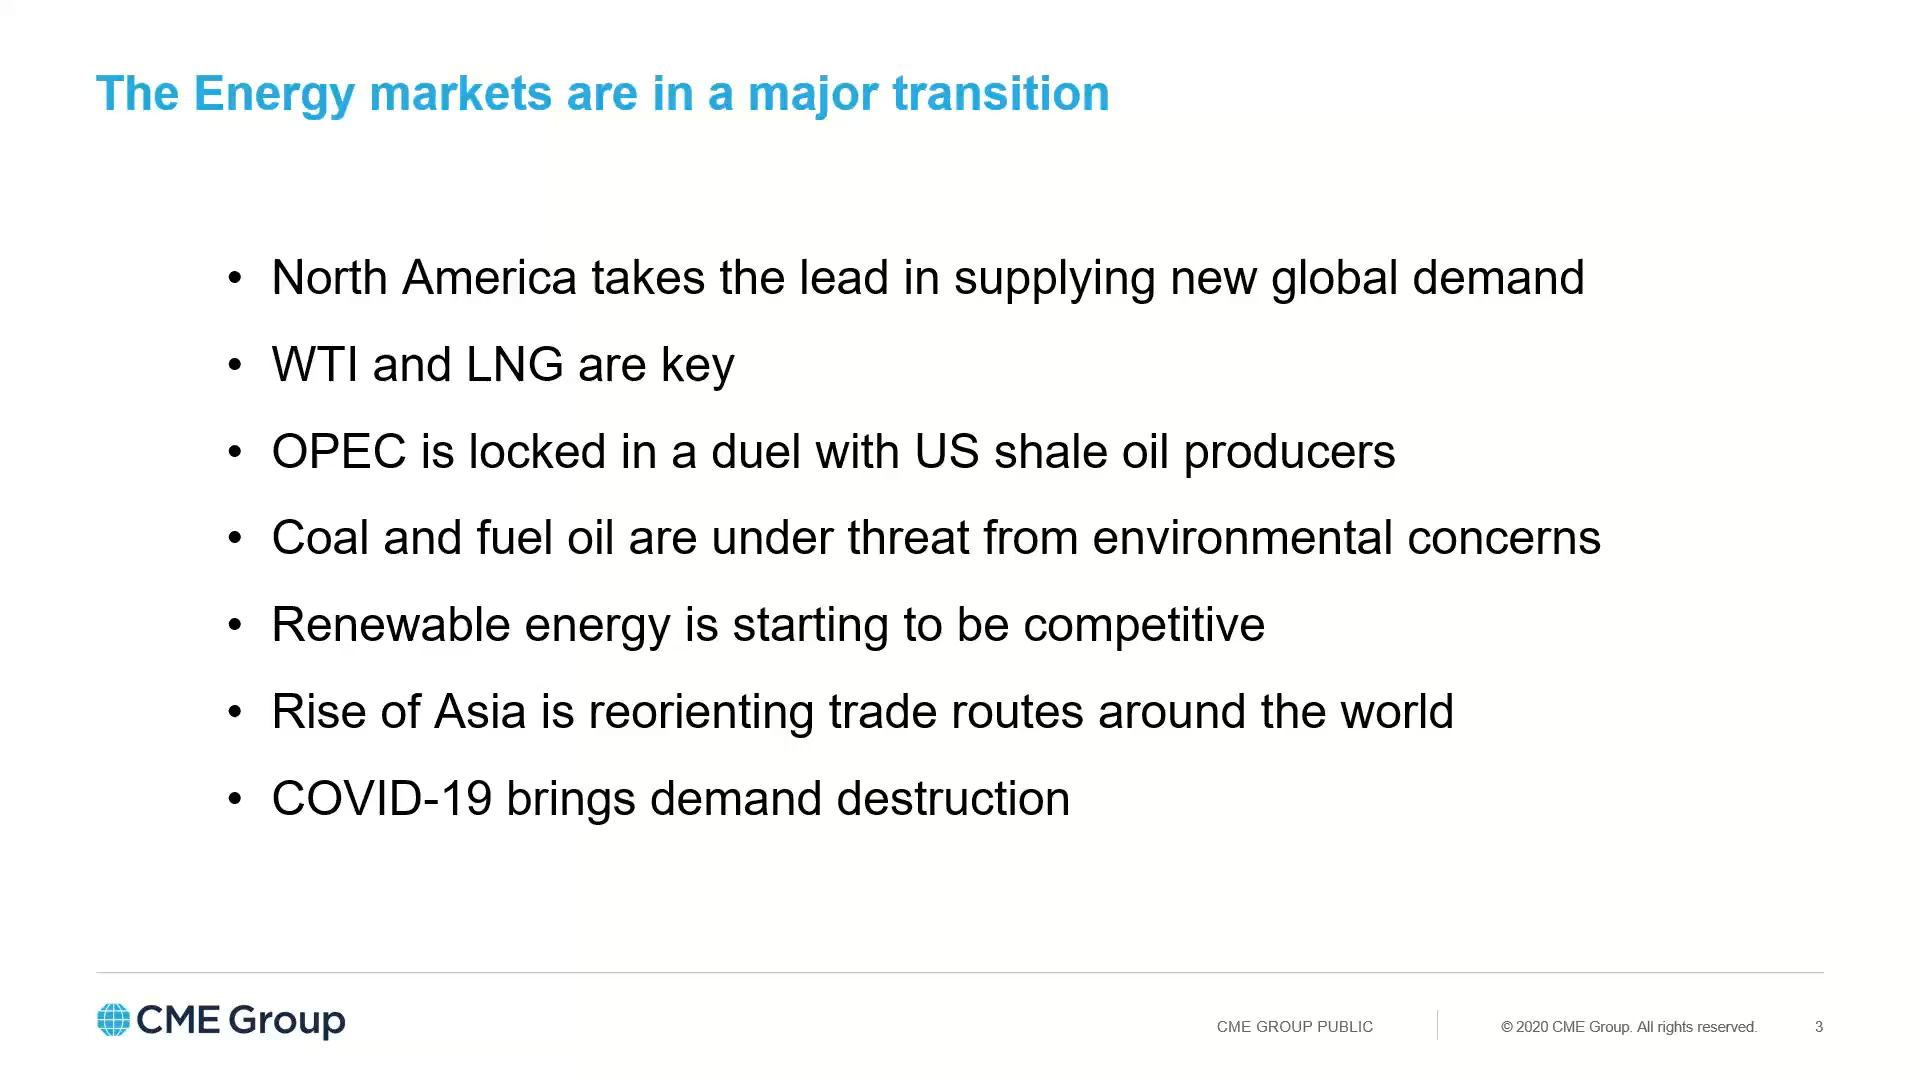 The Energy markets are in a major transition
• North America takes the lead in supplying new global demand
• WTI and LNG are key
• OPEC is locked in a duel with US shale oil producers
• Coal and fuel oil are under threat from environmental concerns
• Renewable energy is starting to be competitive
• Rise of Asia is reorienting trade routes around the world
• COVID-19 brings demand destruction
CME Group
CME GROUP PUBLIC
© 2020 CME Group. All rights reserved.
3